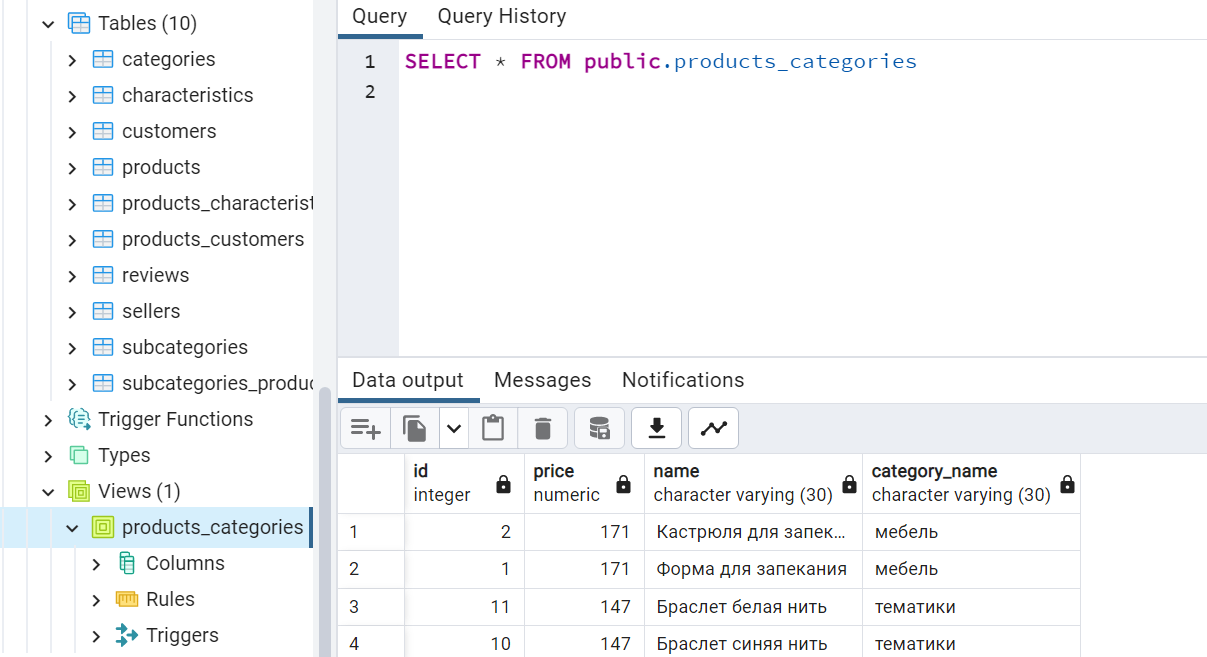 Tables (10)
categories
characteristics
customers
products
products_characterist
products_customers
reviews
sellers
subcategories
subcategories_produc
Trigger Functions
Types
Views (1)
products_categories
Columns
Rules
Triggers
Query Query History
1 SELECT * FROM public.products_categories
2
Data output Messages Notifications
id price name category_name
integer numeric character varying (30) character varying (30)
1 2 171 Кастрюля для запек... мебель
2 1 171 Форма для запекания мебель
3 11 147 Браслет белая нить тематики
4 10 147 Браслет синяя нить тематики